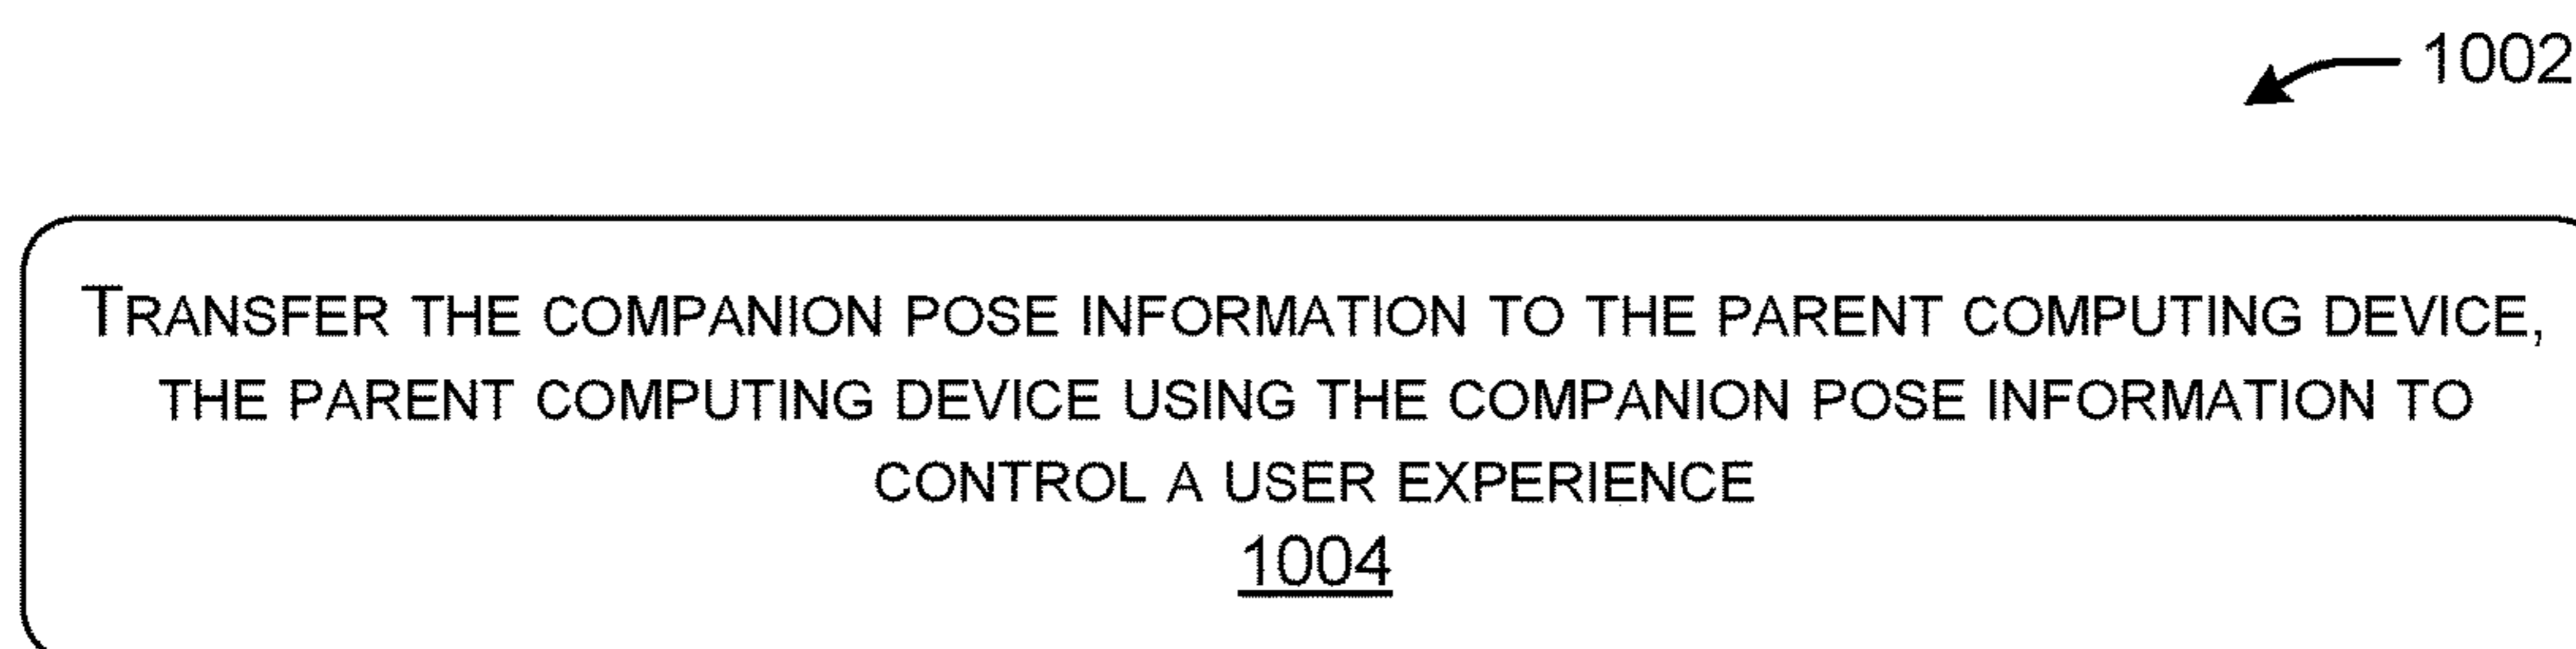 1002
TRANSFER THE COMPANION POSE INFORMATION TO THE PARENT COMPUTING DEVICE,
THE PARENT COMPUTING DEVICE USING THE COMPANION POSE INFORMATION TO
CONTROL A USER EXPERIENCE
1004